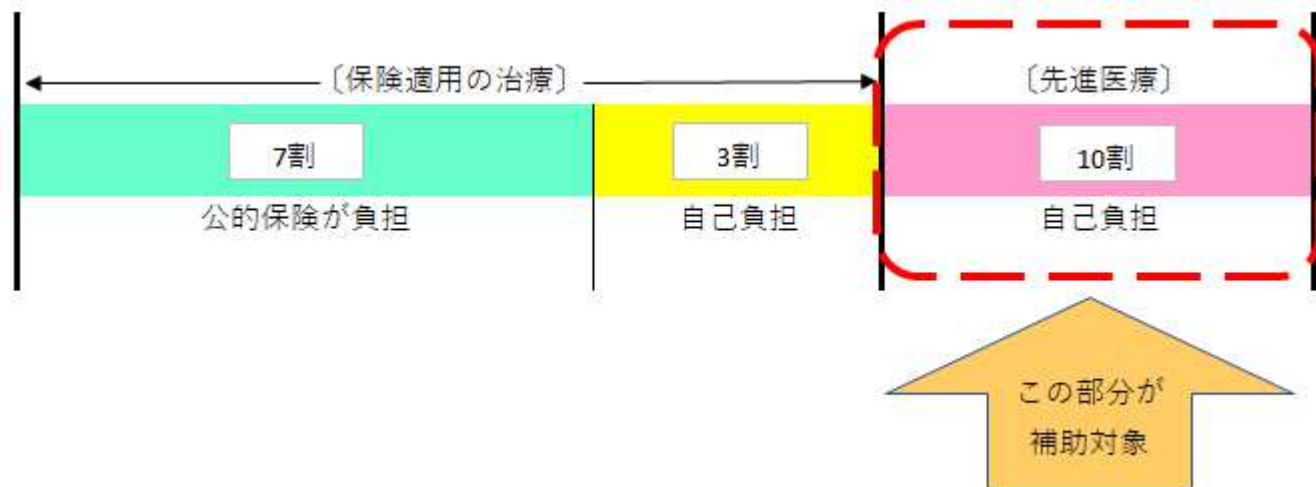 〔保険適用の治療〕
〔先進医療〕
7割
3割
10割
公的保険が負担
自己負担
自己負担
この部分が
補助対象